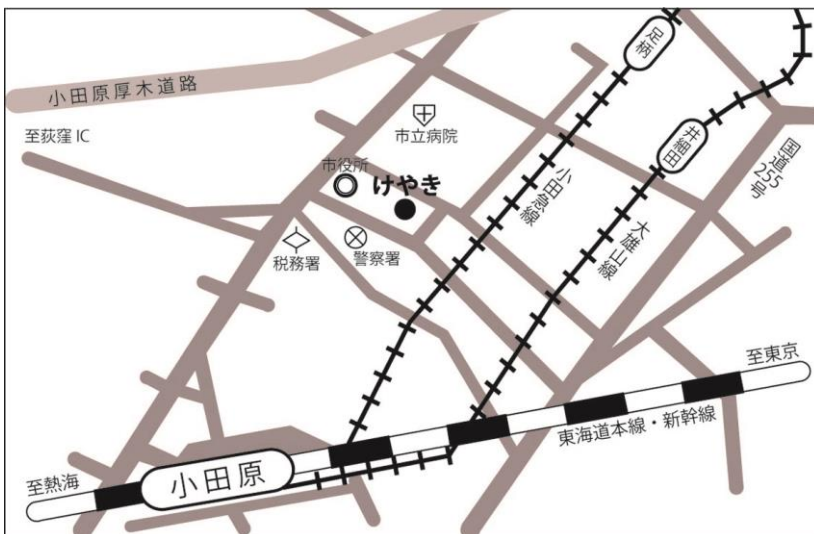 足柄
小田原厚木道路
井細田
市立病院
至荻窪 IC
国道255号
市役所
けやき
小田急線
大雄山線
税務署
警察署
至東京
東海道本線・新幹線
小田原
至熱海